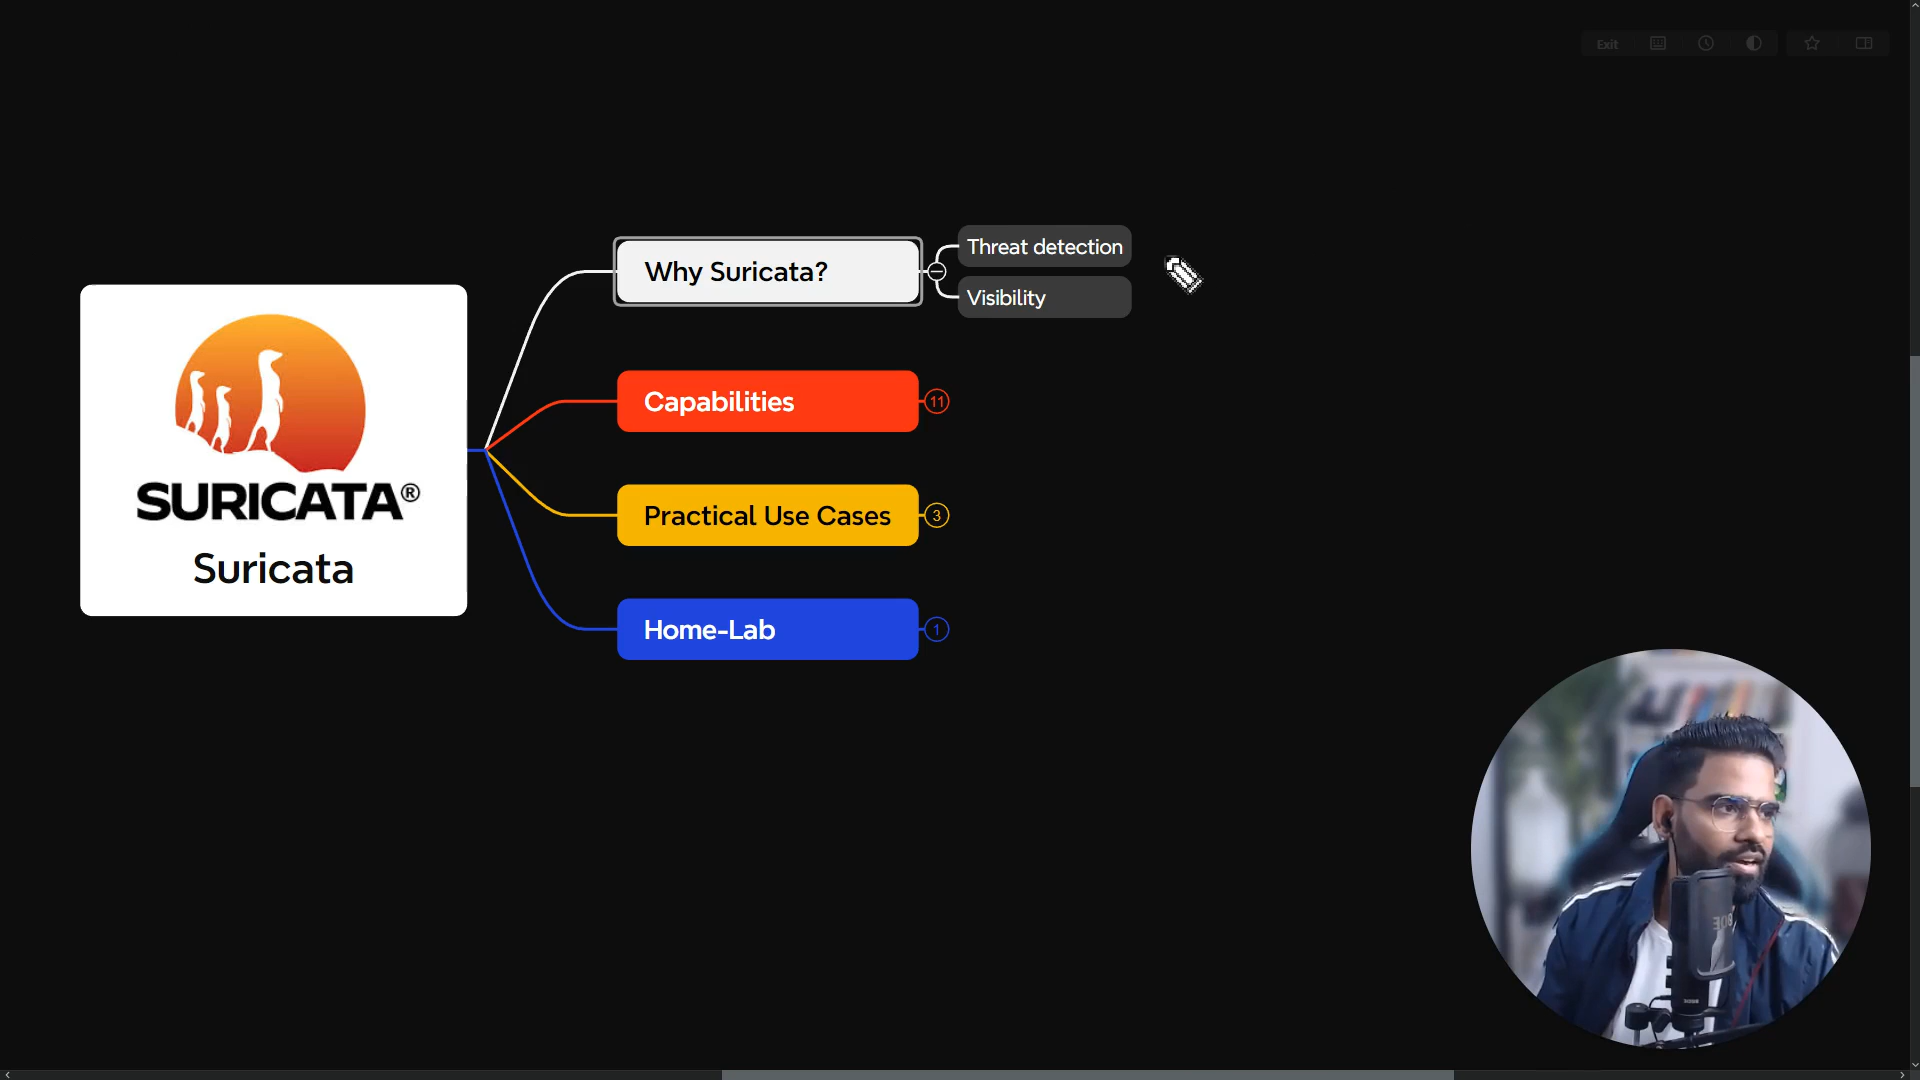 Exit
Threat detection
Why Suricata?
Visibility
Capabilities
11
SURICATA®
Practical Use Cases
3
Suricata
Home-Lab
1